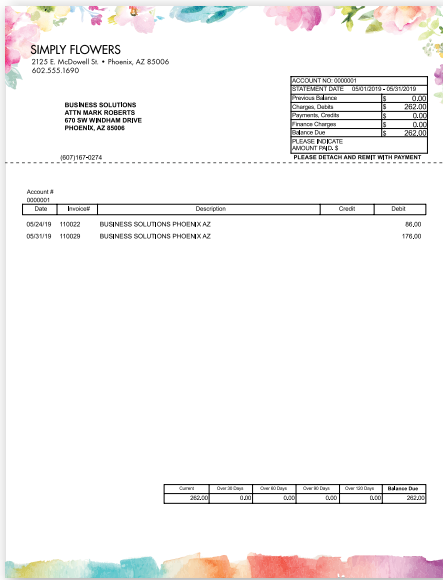 SIMPLY FLOWERS
2125 E. McDowell St. • Phoenix, AZ 85006
602.555.1690
ACCOUNT NO: 0000001
STATEMENT DATE 05/01/2019 - 05/31/2019
Previous Balance $ 0.00
Charges, Debits $ 262.00
Payments, Credits $ 0.00
Finance Charges $ 0.00
Balance Due $ 262.00
PLEASE INDICATE
AMOUNT PAID. $
BUSINESS SOLUTIONS
ATTN MARK ROBERTS
670 SW WINDHAM DRIVE
PHOENIX, AZ 85006
(607)167-0274
PLEASE DETACH AND REMIT WITH PAYMENT
Account #
0000001
Date Invoice# Description Credit Debit
05/24/19 110022 BUSINESS SOLUTIONS PHOENIX AZ 86.00
05/31/19 110029 BUSINESS SOLUTIONS PHOENIX AZ 176.00
Current Over 30 Days Over 60 Days Over 90 Days Over 120 Days Balance Due
262.00 0.00 0.00 0.00 0.00 262.00